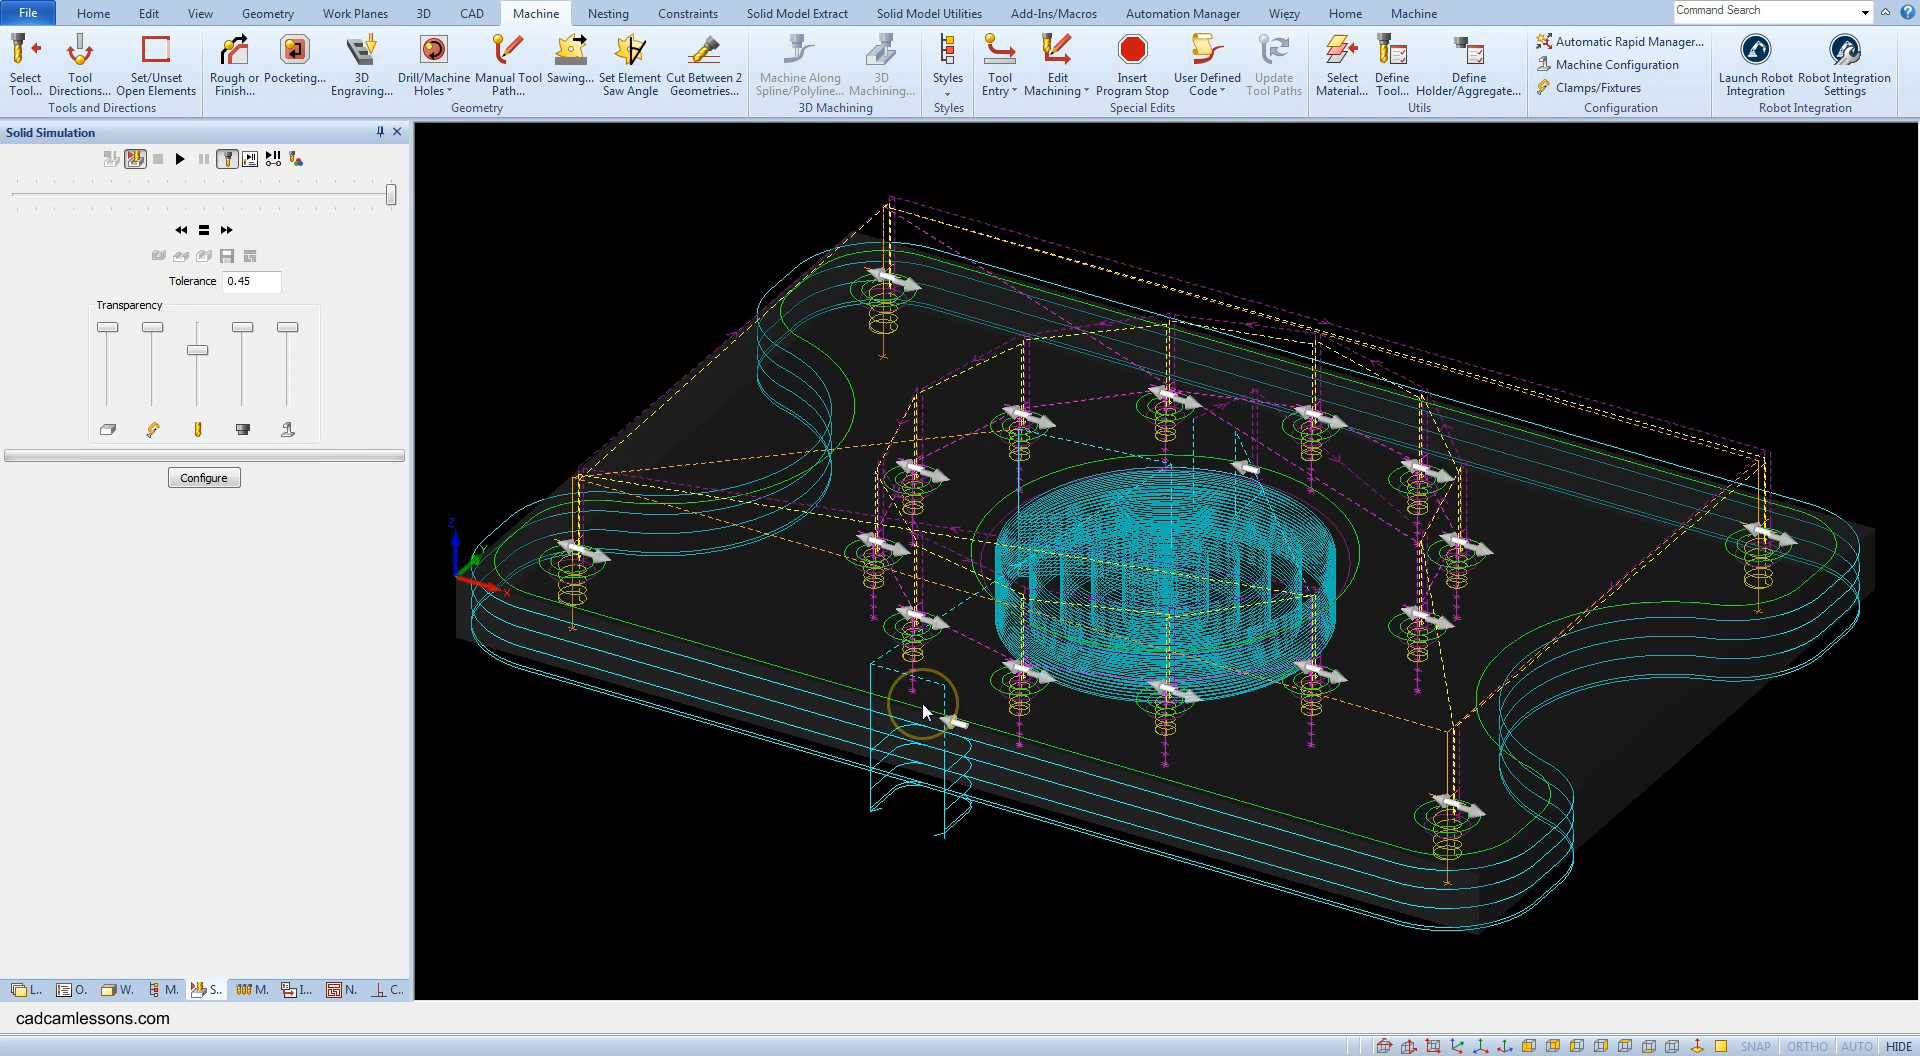 File Home Edit View Geometry Work Planes 3D CAD Machine Nesting Constraints Solid Model Extract Solid Model Utilities Add-Ins/Macros Automation Manager Więzy Home Machine Command Search
Select Tool... Tool Directions... Set/Unset Open Elements
Tools and Directions
Rough or Finish... Pocketing... 3D Engraving... Drill/Machine Holes Manual Tool Path... Sawing... Set Element Saw Angle Cut Between 2 Geometries...
Geometry
Machine Along Spline/Polyline... 3D Machining...
3D Machining
Styles
Styles
Tool Entry Edit Machining Insert Program Stop User Defined Code Update Tool Paths
Special Edits
Select Material... Define Tool... Define Holder/Aggregate...
Utils
Automatic Rapid Manager...
Machine Configuration
Clamps/Fixtures
Configuration
Launch Robot Integration Robot Integration Settings
Robot Integration
Solid Simulation
Tolerance 0.45
Transparency
Configure
Z
Y
X
L.. O. W. M. S.. M. I... N. C..
cadcamlessons.com
SNAP ORTHO AUTO HIDE